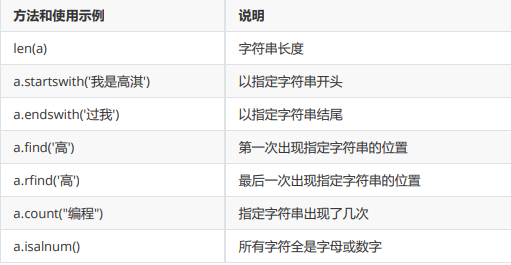 方法和使用示例 说明
len(a) 字符串长度
a.startswith('我是高淇') 以指定字符串开头
a.endswith('过我') 以指定字符串结尾
a.find('高') 第一次出现指定字符串的位置
a.rfind('高') 最后一次出现指定字符串的位置
a.count("编程") 指定字符串出现了几次
a.isalnum() 所有字符全是字母或数字